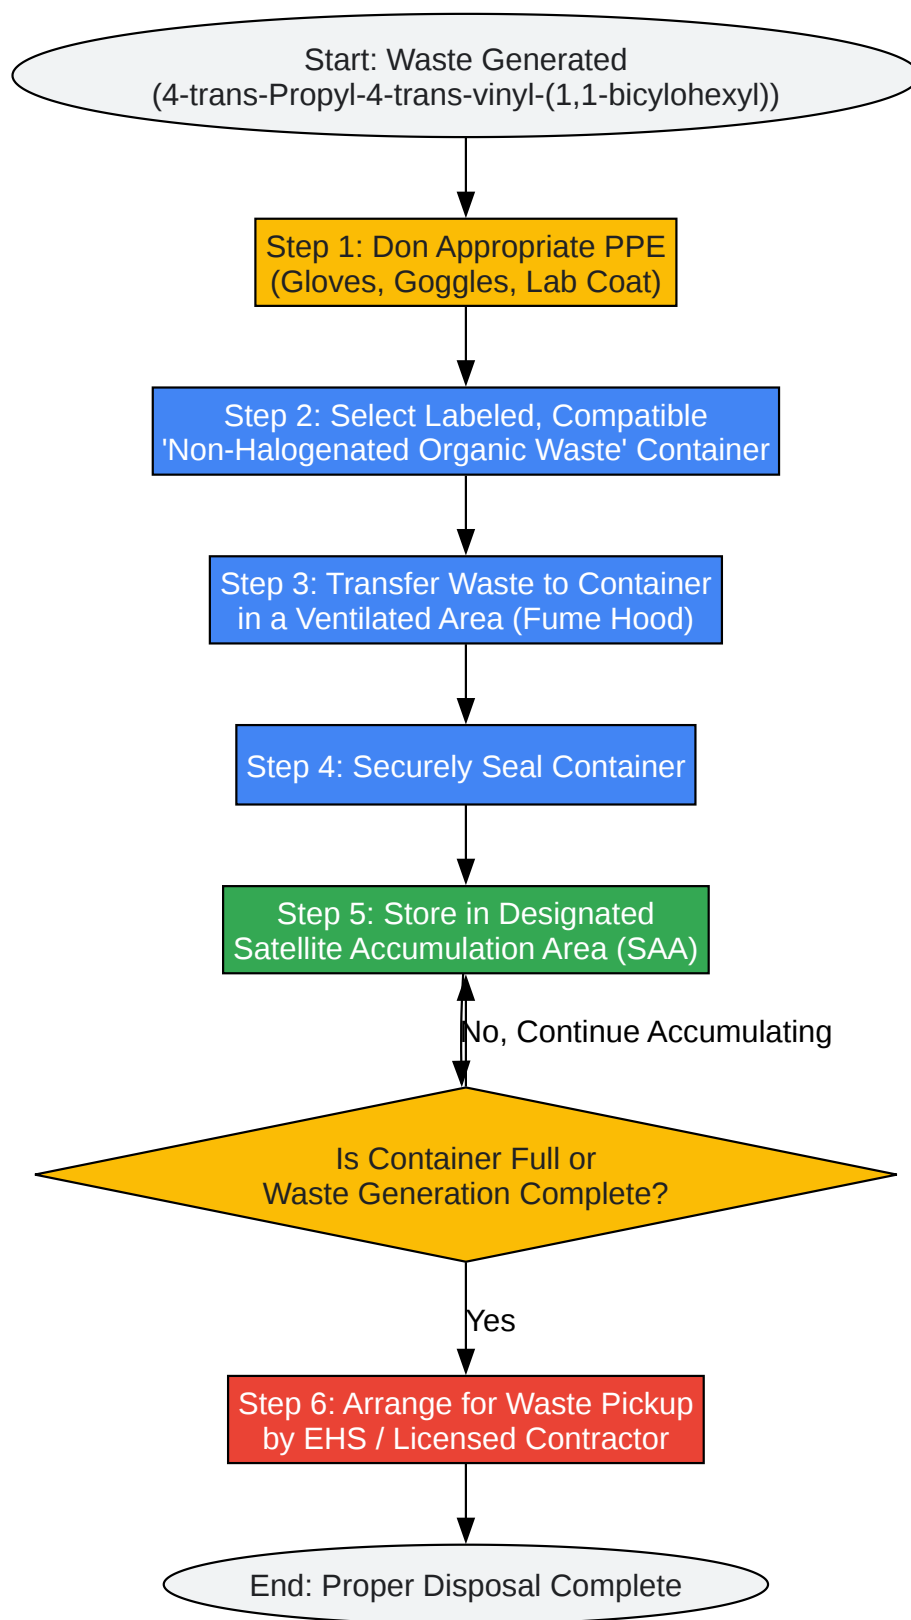 Start: Waste Generated
(4-trans-Propyl-4-trans-vinyl-(1,1-bicylohexyl))
Step 1: Don Appropriate PPE
(Gloves, Goggles, Lab Coat)
Step 2: Select Labeled, Compatible
'Non-Halogenated Organic Waste' Container
Step 3: Transfer Waste to Container
in a Ventilated Area (Fume Hood)
Step 4: Securely Seal Container
Step 5: Store in Designated
Satellite Accumulation Area (SAA)
No, Continue Accumulating
Is Container Full or
Waste Generation Complete?
Yes
Step 6: Arrange for Waste Pickup
by EHS / Licensed Contractor
End: Proper Disposal Complete